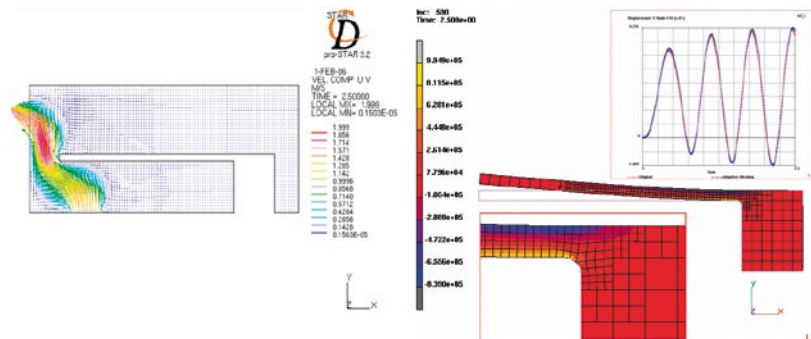 STAR
CD
pro-STAR 3.2
1-FEB-06
VEL COMP U V
M/S
TIME = 2.50000
LOCAL MX= 1.999
LOCAL MN= 0.1503E-05
1.999
1.856
1.714
1.571
1.428
1.285
1.142
0.9996
0.8568
0.7140
0.5712
0.4284
0.2856
0.1428
0.1503E-05
Y
Z
X
Inc: 500
Time: 2.500e+00
9.949e+05
8.115e+05
6.281e+05
4.448e+05
2.614e+05
7.796e+04
-1.054e+05
-2.888e+05
-4.722e+05
-6.556e+05
-8.390e+05
Time
Y
Z
X